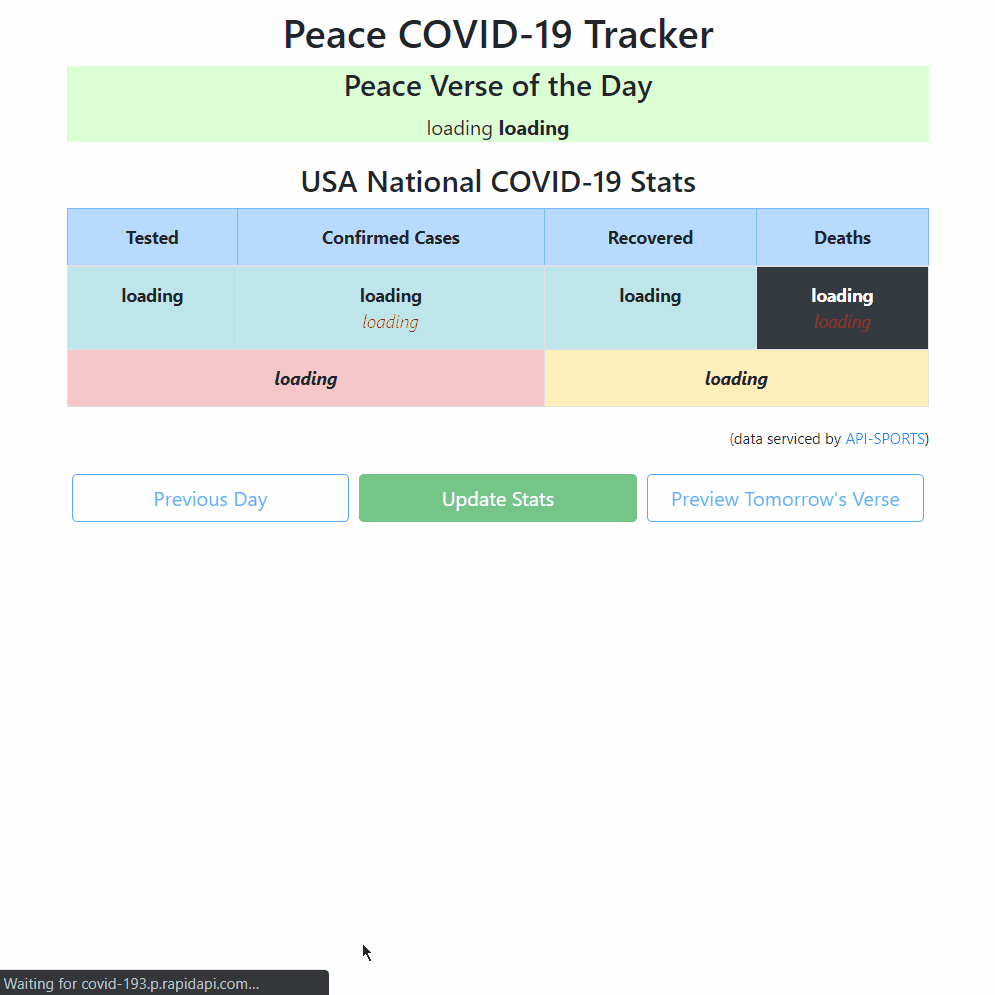 Peace COVID-19 Tracker
Peace Verse of the Day
loading loading
USA National COVID-19 Stats
Tested Confirmed Cases Recovered Deaths
loading loading loading loading
loading loading
loading loading
(data serviced by API-SPORTS)
Previous Day Update Stats Preview Tomorrow's Verse
Waiting for covid-193.p.rapidapi.com...